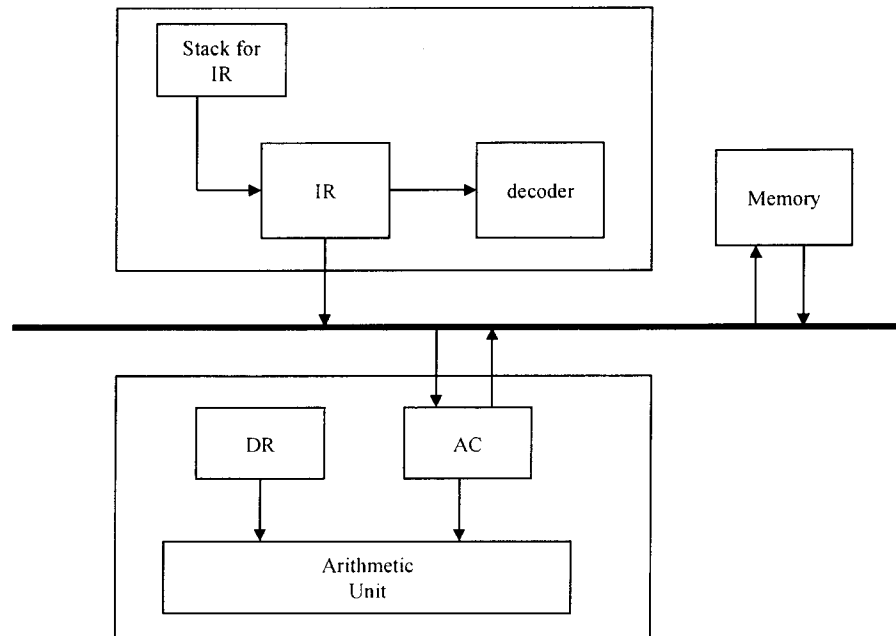 Stack for
IR
IR
decoder
Memory
DR
AC
Arithmetic
Unit